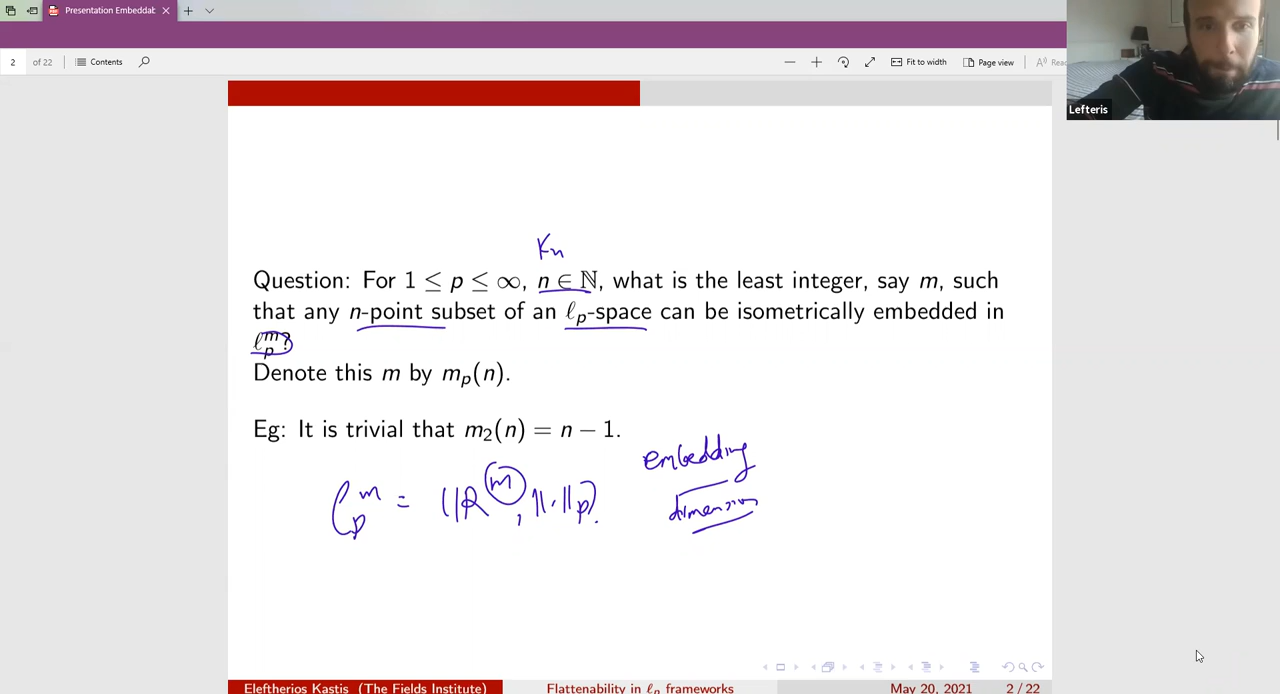 Presentation Embeddab
2 of 22 Contents Fit to width Page view Rea
Lefteris
Kn
Question: For 1 ≤ p ≤ ∞, n ∈ ℕ, what is the least integer, say m, such
that any n-point subset of an ℓp-space can be isometrically embedded in
ℓ_p^m?
Denote this m by mp(n).
Eg: It is trivial that m2(n) = n − 1.
embedding
ℓ_p^m = (ℝ^m, ‖·‖p).
dimension
Eleftherios Kastis (The Fields Institute) Flattenability in ℓp frameworks May 20, 2021 2 / 22